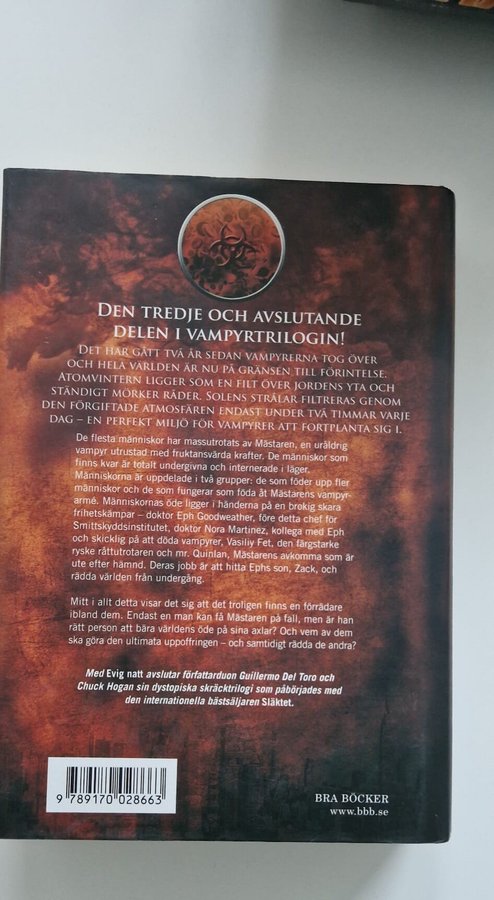 DEN TREDJE OCH AVSLUTANDE
DELEN I VAMPYRTRILOGIN!
DET HAR GÅTT TVÅ ÅR SEDAN VAMPYRERNA TOG ÖVER
OCH HELA VÄRLDEN ÄR NU PÅ GRÄNSEN TILL FÖRINTELSE.
ATOMVINTERN LIGGER SOM EN FILT ÖVER JORDENS YTA OCH
STÄNDIGT MÖRKER RÅDER. SOLENS STRÅLAR FILTRERAS GENOM
DEN FÖRGIFTADE ATMOSFÄREN ENDAST UNDER TVÅ TIMMAR VARJE
DAG – EN PERFEKT MILJÖ FÖR VAMPYRER ATT FORTPLANTA SIG I.
De flesta människor har massutrotats av Mästaren, en uråldrig
vampyr utrustad med fruktansvärda krafter. De människor som
finns kvar är totalt undergivna och internerade i läger.
Människorna är uppdelade i två grupper: de som föder upp fler
människor och de som fungerar som föda åt Mästarens vampyr-
armé. Människornas öde ligger i händerna på en brokig skara
frihetskämpar – doktor Eph Goodweather, före detta chef för
Smittskyddsinstitutet, doktor Nora Martinez, kollega med Eph
och skicklig på att döda vampyrer, Vasiliy Fet, den färgstarke
ryske råttutrotaren och mr. Quinlan, Mästarens avkomma som är
ute efter hämnd. Deras jobb är att hitta Ephs son, Zack, och
rädda världen från undergång.
Mitt i allt detta visar det sig att det troligen finns en förrädare
ibland dem. Endast en man kan få Mästaren på fall, men är han
rätt person att bära världens öde på sina axlar? Och vem av dem
ska göra den ultimata uppoffringen – och samtidigt rädda de andra?
Med Evig natt avslutar författarduon Guillermo Del Toro och
Chuck Hogan sin dystopiska skräcktrilogi som påbörjades med
den internationella bästsäljaren Släktet.
9 789170 028663
BRA BÖCKER
www.bbb.se